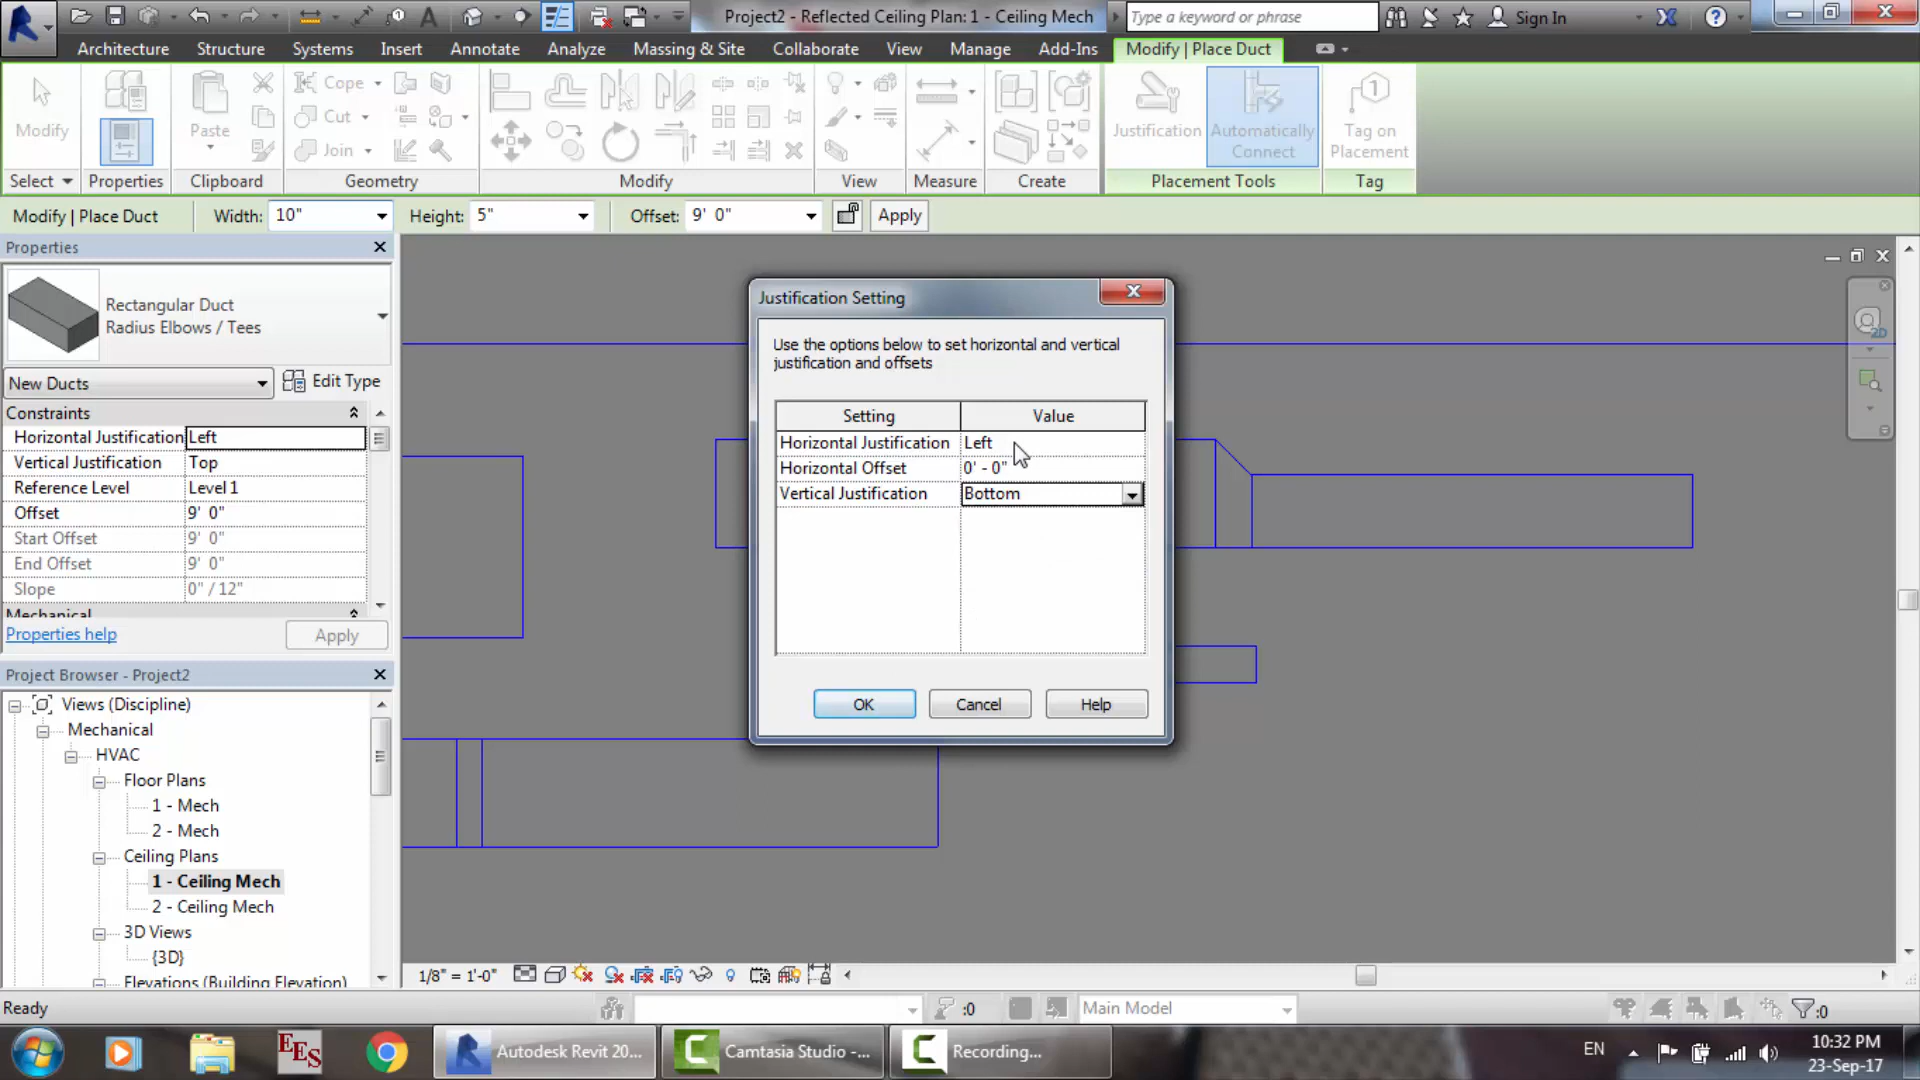 Project2 - Reflected Ceiling Plan: 1 - Ceiling Mech
Type a keyword or phrase
Sign In
Architecture Structure Systems Insert Annotate Analyze Massing & Site Collaborate View Manage Add-Ins Modify | Place Duct
Modify
Paste
Cope
Cut
Join
Justification
Automatically
Connect
Tag on
Placement
Select Properties Clipboard Geometry Modify View Measure Create Placement Tools Tag
Modify | Place Duct Width: 10" Height: 5" Offset: 9' 0" Apply
Properties
Rectangular Duct
Radius Elbows / Tees
New Ducts Edit Type
Constraints
Horizontal Justification Left
Vertical Justification Top
Reference Level Level 1
Offset 9' 0"
Start Offset 9' 0"
End Offset 9' 0"
Slope 0" / 12"
Mechanical
Properties help Apply
Project Browser - Project2
Views (Discipline)
Mechanical
HVAC
Floor Plans
1 - Mech
2 - Mech
Ceiling Plans
1 - Ceiling Mech
2 - Ceiling Mech
3D Views
{3D}
Elevations (Building Elevation)
Justification Setting
Use the options below to set horizontal and vertical
justification and offsets
Setting Value
Horizontal Justification Left
Horizontal Offset 0' - 0"
Vertical Justification Bottom
OK Cancel Help
2D
1/8" = 1'-0"
Ready
:0
Main Model
:0
EES
Autodesk Revit 20...
Camtasia Studio -...
Recording...
EN
10:32 PM
23-Sep-17